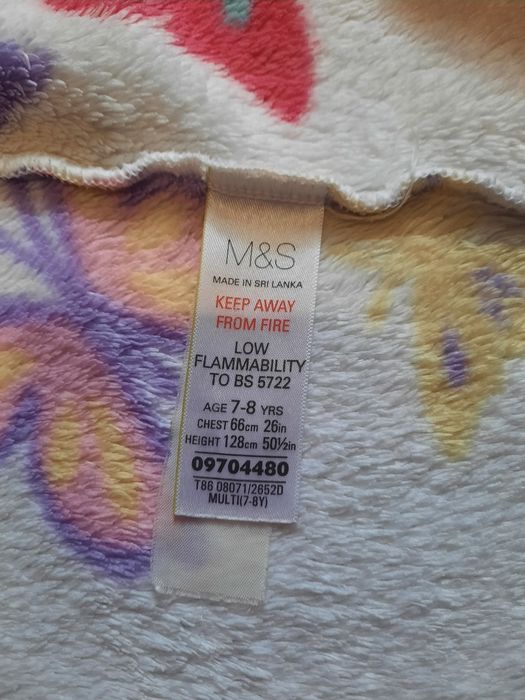 M&S
MADE IN SRI LANKA
KEEP AWAY
FROM FIRE
LOW
FLAMMABILITY
TO BS 5722
AGE 7-8 YRS
CHEST 66cm 26in
HEIGHT 128cm 50½in
09704480
T86 08071/2652D
MULTI(7-8Y)